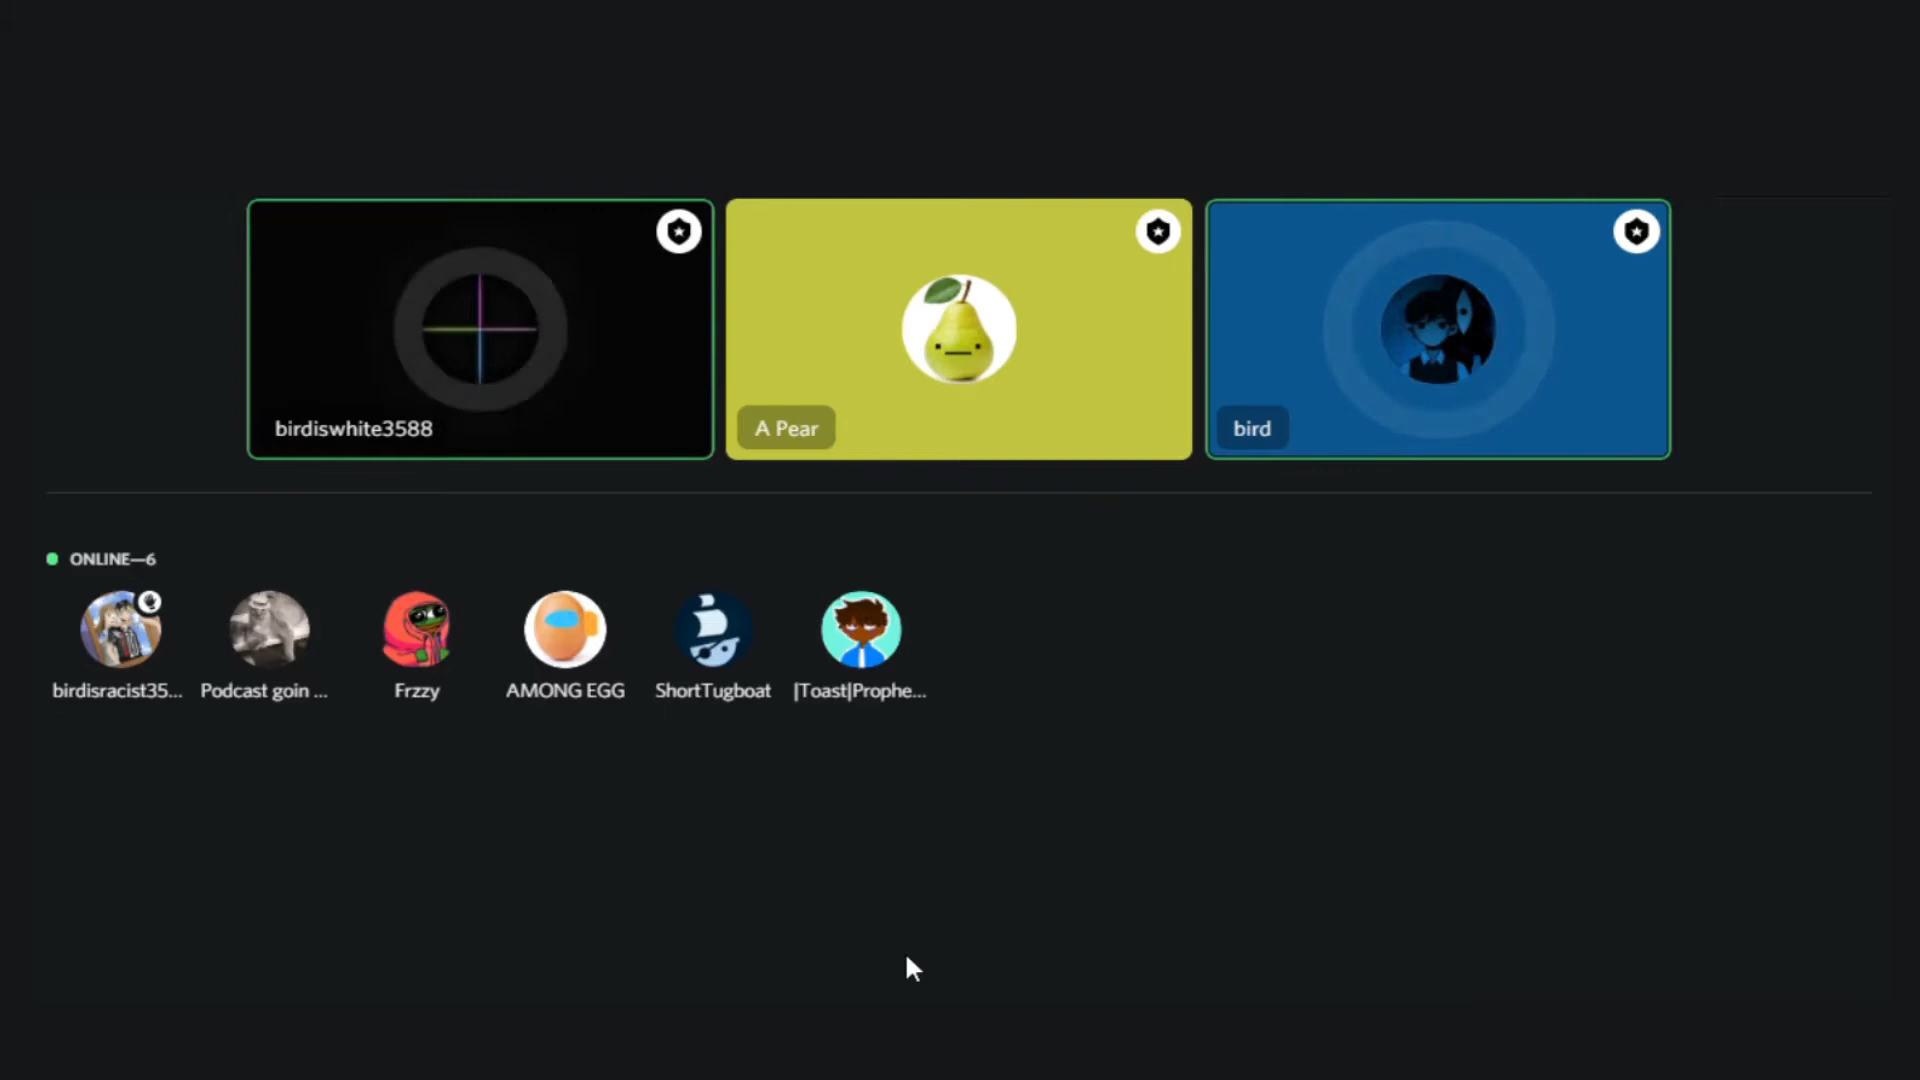 birdiswhite3588
A Pear
bird
ONLINE—6
birdisracist35...
Podcast goin ...
Frzzy
AMONG EGG
ShortTugboat
|Toast|Prophe...